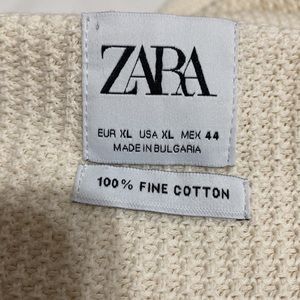 ZARA
EUR XL USA XL MEX 44
MADE IN BULGARIA
100% FINE COTTON